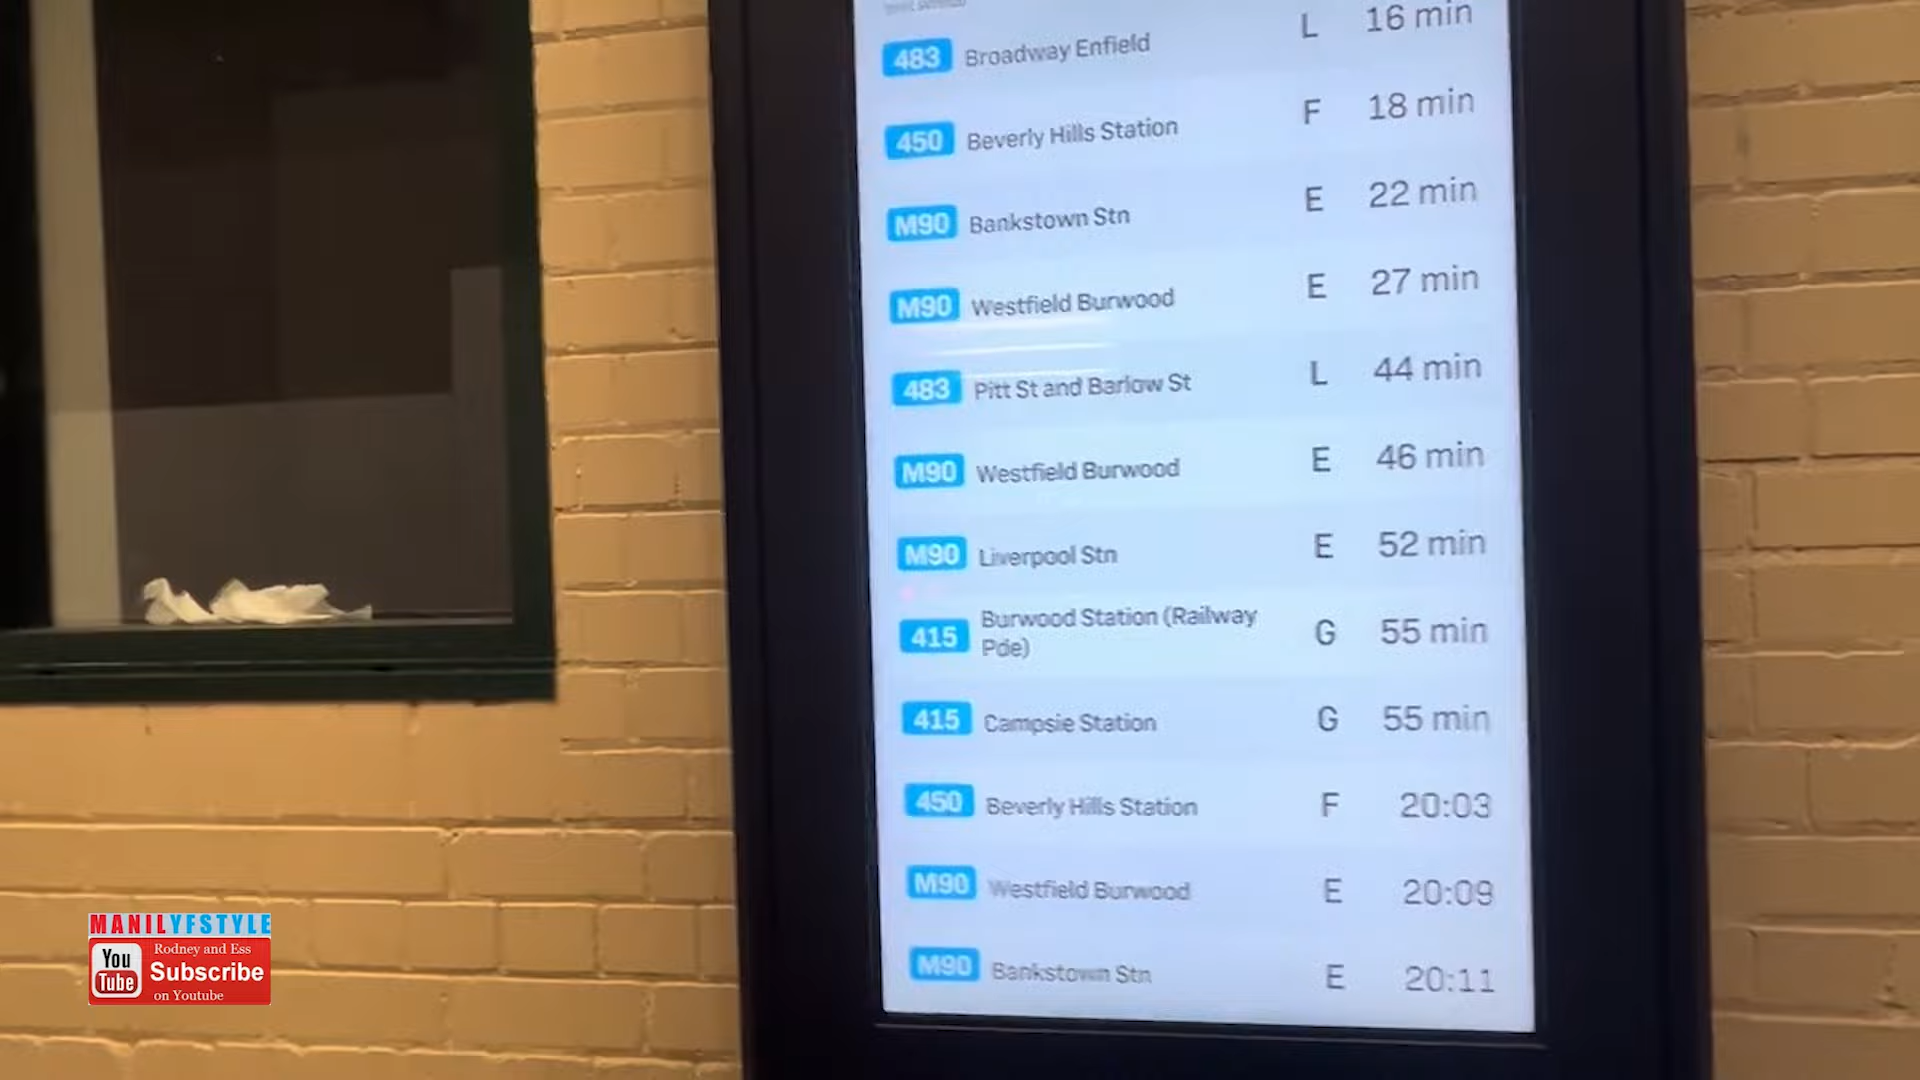 483 Broadway Enfield L 16 min
450 Beverly Hills Station F 18 min
M90 Bankstown Stn E 22 min
M90 Westfield Burwood E 27 min
483 Pitt St and Barlow St L 44 min
M90 Westfield Burwood E 46 min
M90 Liverpool Stn E 52 min
415 Burwood Station (Railway Pde) G 55 min
415 Campsie Station G 55 min
450 Beverly Hills Station F 20:03
M90 Westfield Burwood E 20:09
M90 Bankstown Stn E 20:11
MANILYFSTYLE
You Tube
Rodney and Ess
Subscribe
on Youtube